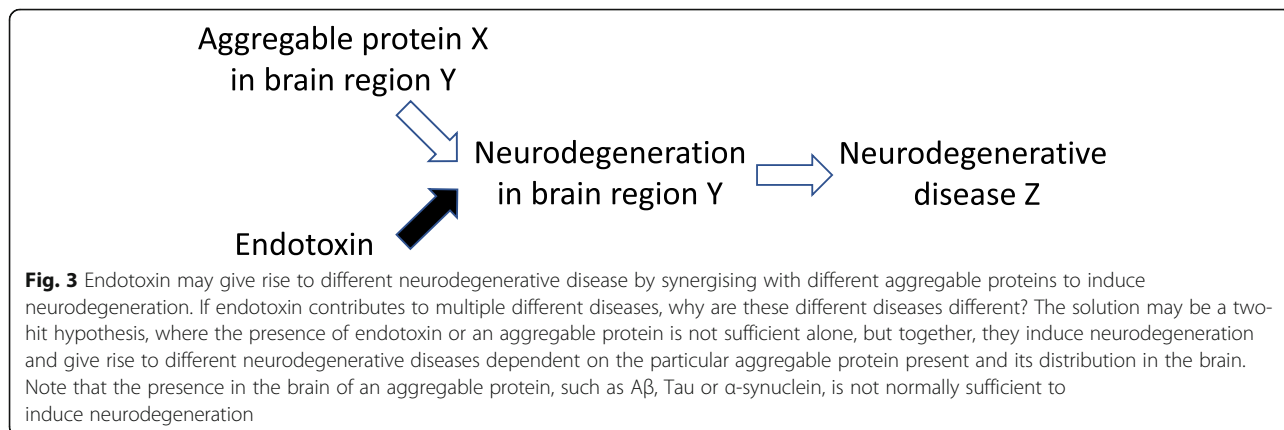 Aggregable protein X
in brain region Y
Neurodegeneration
in brain region Y
Neurodegenerative
disease Z
Endotoxin
Fig. 3 Endotoxin may give rise to different neurodegenerative disease by synergising with different aggregable proteins to induce
neurodegeneration. If endotoxin contributes to multiple different diseases, why are these different diseases different? The solution may be a two-
hit hypothesis, where the presence of endotoxin or an aggregable protein is not sufficient alone, but together, they induce neurodegeneration
and give rise to different neurodegenerative diseases dependent on the particular aggregable protein present and its distribution in the brain.
Note that the presence in the brain of an aggregable protein, such as Aβ, Tau or α-synuclein, is not normally sufficient to
induce neurodegeneration